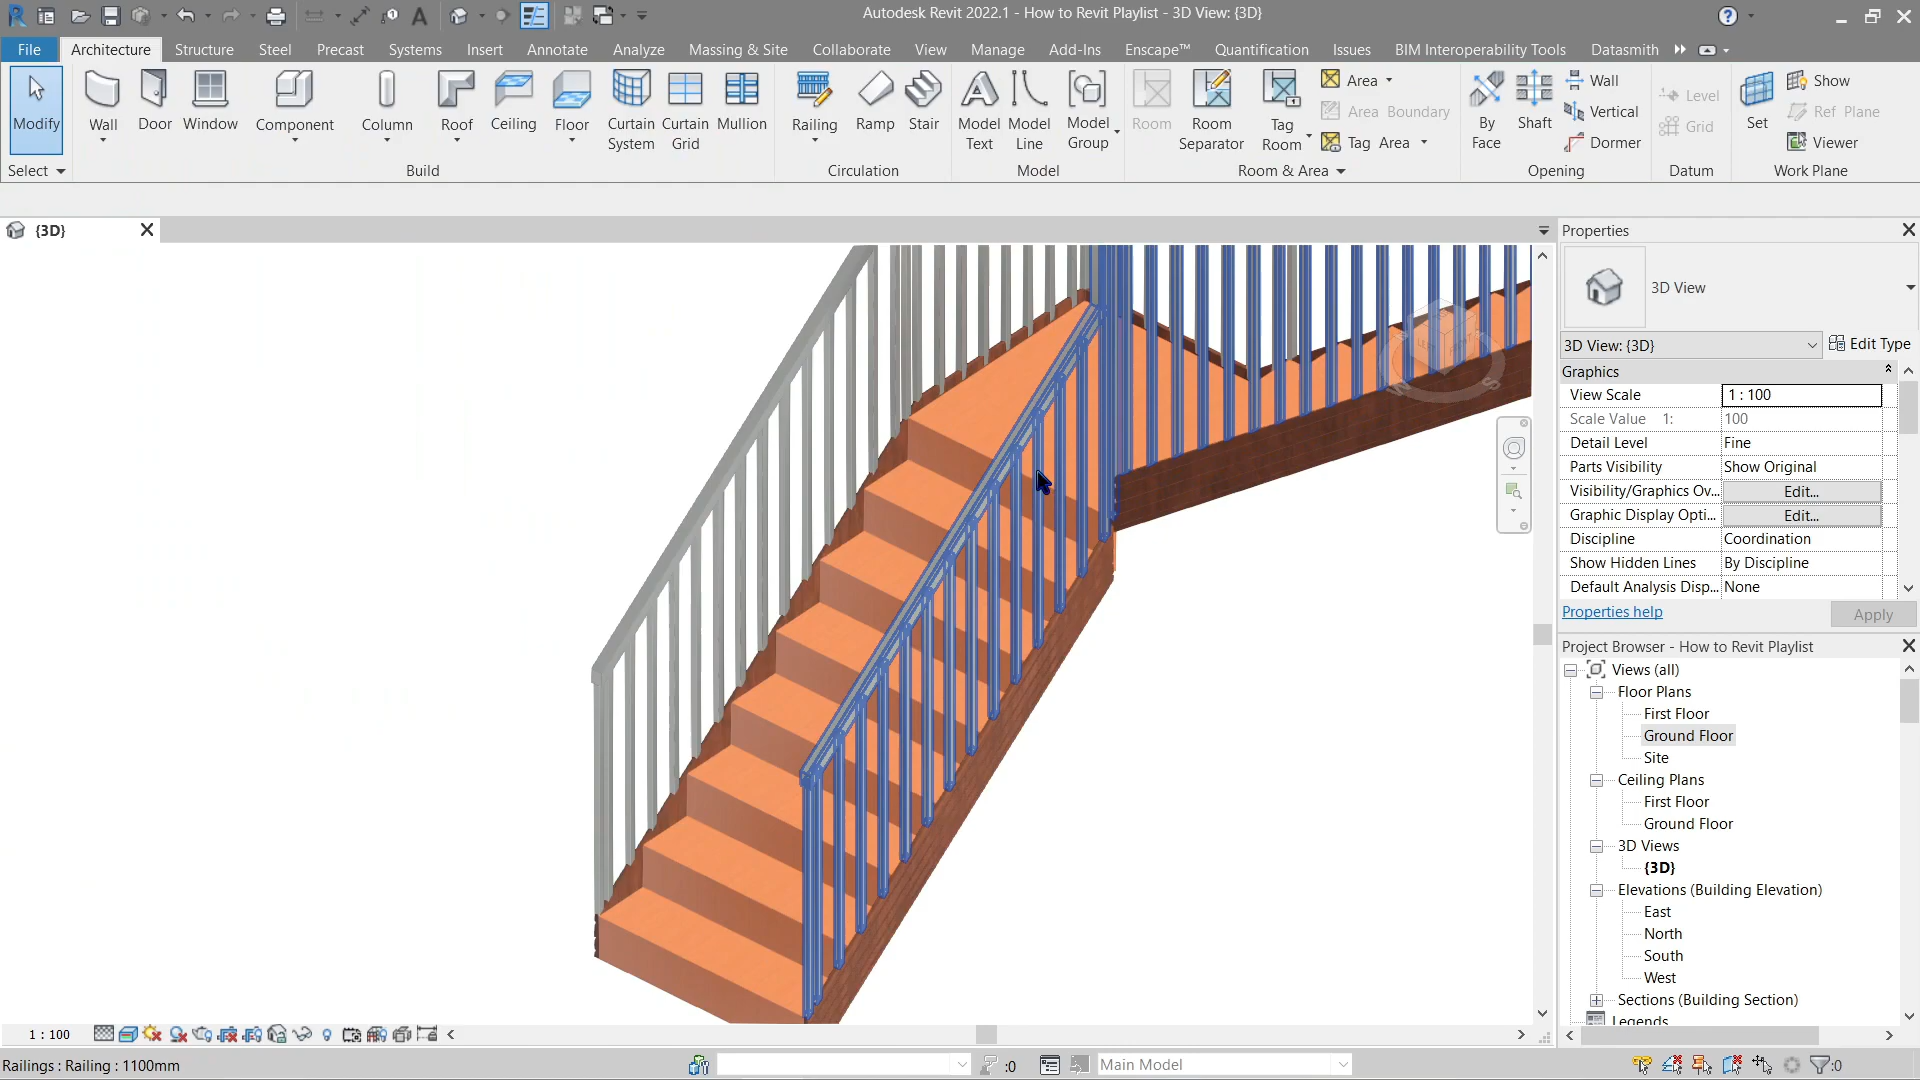 Autodesk Revit 2022.1 - How to Revit Playlist - 3D View: {3D}
File Architecture Structure Steel Precast Systems Insert Annotate Analyze Massing & Site Collaborate View Manage Add-Ins Enscape™ Quantification Issues BIM Interoperability Tools Datasmith
Modify Wall Door Window Component Column Roof Ceiling Floor Curtain System Curtain Grid Mullion Railing Ramp Stair Model Text Model Line Model Group Room Room Separator Tag Room Area Area Boundary Tag Area By Face Shaft Wall Vertical Dormer Level Grid Set Show Ref Plane Viewer
Select Build Circulation Model Room & Area Opening Datum Work Plane
{3D}
Properties
3D View
3D View: {3D} Edit Type
Graphics
View Scale 1 : 100
Scale Value 1: 100
Detail Level Fine
Parts Visibility Show Original
Visibility/Graphics Ov... Edit...
Graphic Display Opti... Edit...
Discipline Coordination
Show Hidden Lines By Discipline
Default Analysis Disp... None
Properties help Apply
Project Browser - How to Revit Playlist
Views (all)
Floor Plans
First Floor
Ground Floor
Site
Ceiling Plans
First Floor
Ground Floor
3D Views
{3D}
Elevations (Building Elevation)
East
North
South
West
Sections (Building Section)
Legends
1 : 100
Railings : Railing : 1100mm :0 Main Model :0